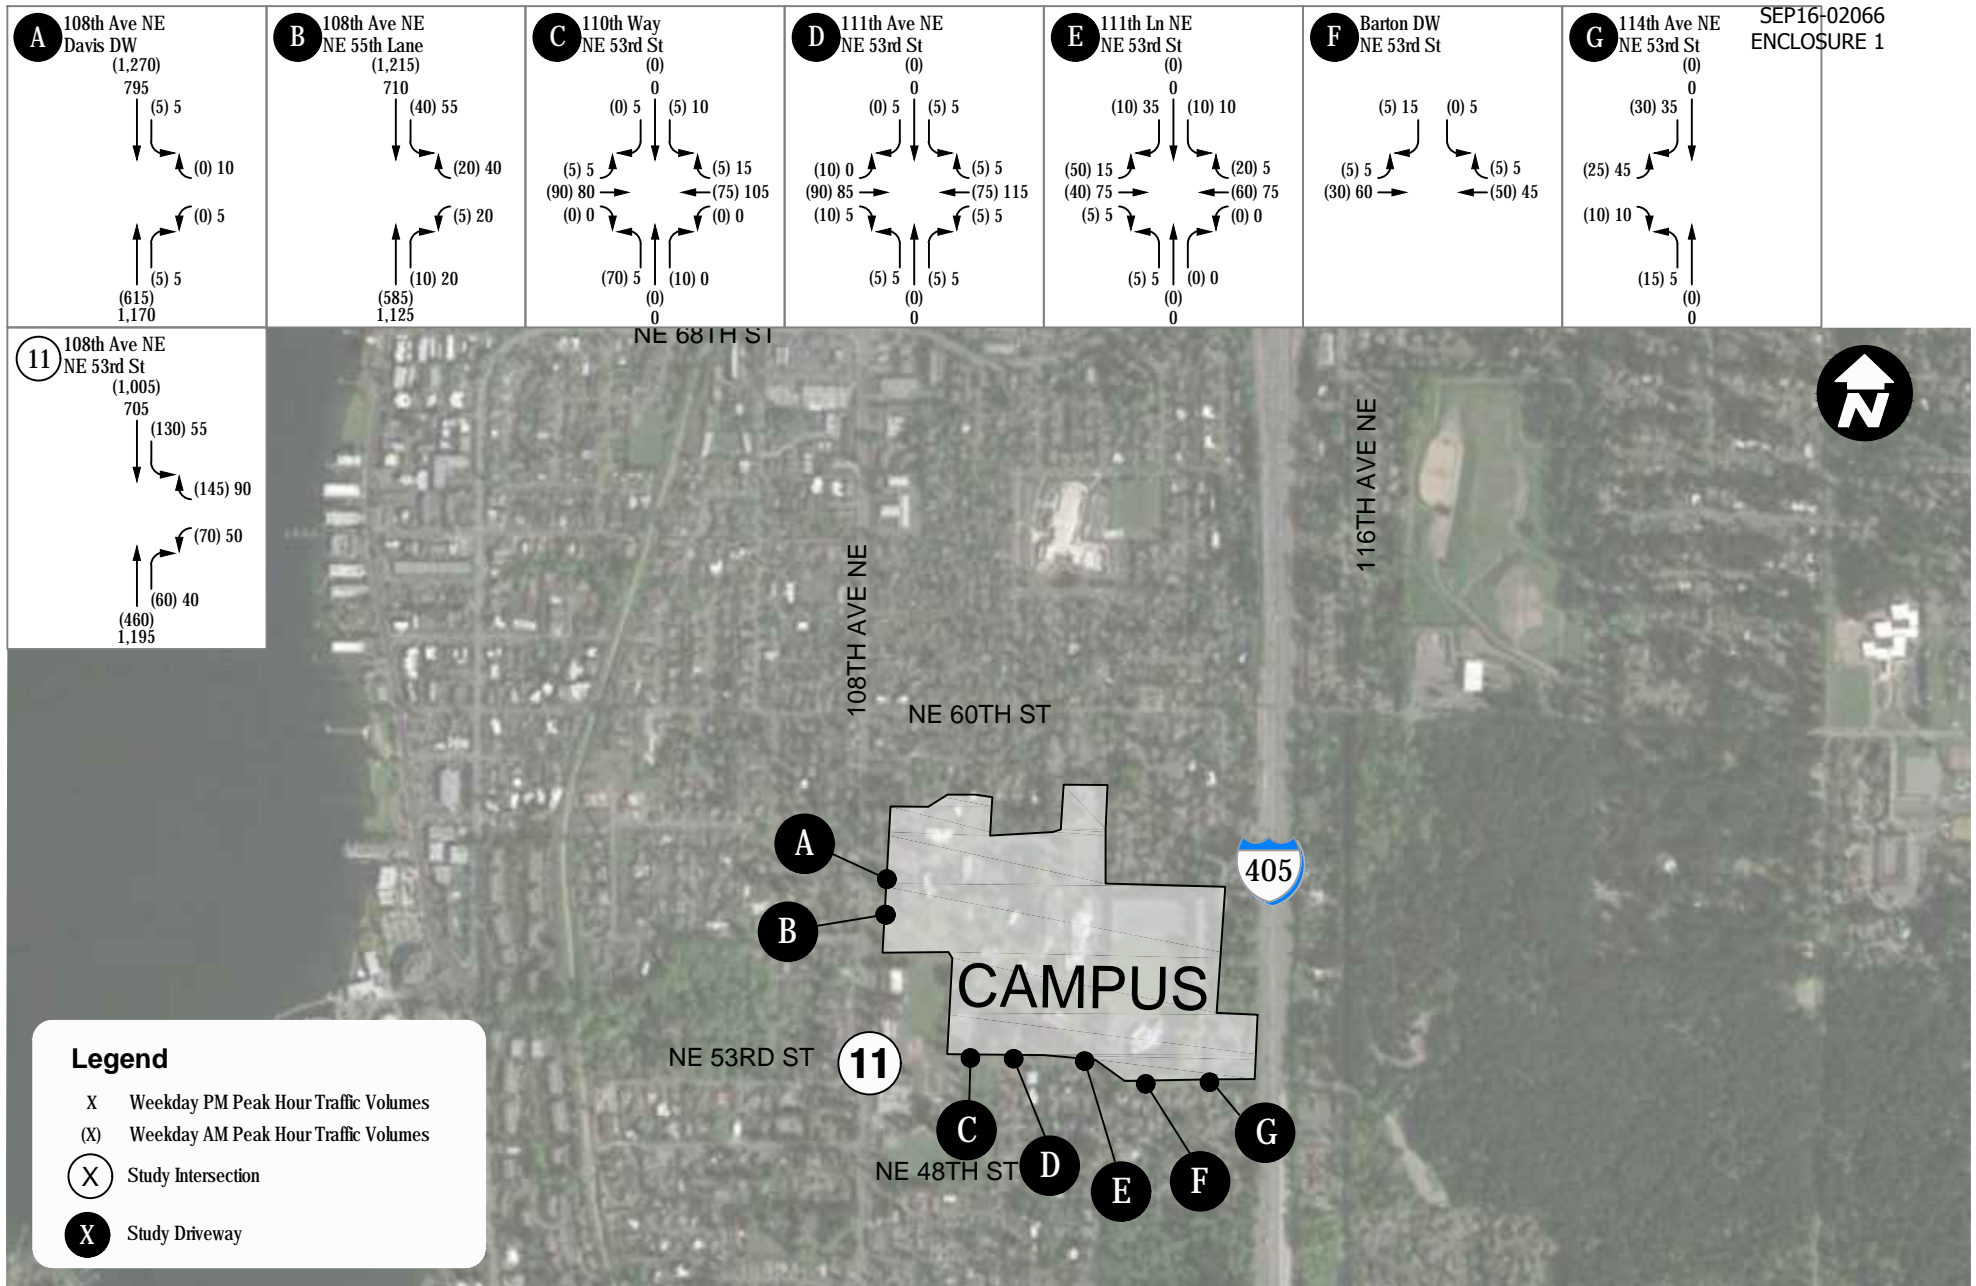 SEP16-02066
ENCLOSURE 1
A
108th Ave NE
Davis DW
(1,270)
795
(5) 5
(0) 10
(0) 5
(5) 5
(615)
1,170
B
108th Ave NE
NE 55th Lane
(1,215)
710
(40) 55
(20) 40
(5) 20
(10) 20
(585)
1,125
C
110th Way
NE 53rd St
(0)
0
(0) 5 (5) 10
(5) 5 (5) 15
(90) 80 (75) 105
(0) 0 (0) 0
(70) 5 (10) 0
(0)
0
D
111th Ave NE
NE 53rd St
(0)
0
(0) 5 (5) 5
(10) 0 (5) 5
(90) 85 (75) 115
(10) 5 (5) 5
(5) 5 (5) 5
(0)
0
E
111th Ln NE
NE 53rd St
(0)
0
(10) 35 (10) 10
(50) 15 (20) 5
(40) 75 (60) 75
(5) 5 (0) 0
(5) 5 (0) 0
(0)
0
F
Barton DW
NE 53rd St
(5) 15 (0) 5
(5) 5 (5) 5
(30) 60 (50) 45
G
114th Ave NE
NE 53rd St
(0)
0
(30) 35
(25) 45
(10) 10
(15) 5
(0)
0
11
108th Ave NE
NE 53rd St
(1,005)
705
(130) 55
(145) 90
(70) 50
(60) 40
(460)
1,195
NE 68TH ST
N
116TH AVE NE
108TH AVE NE
NE 60TH ST
A
405
B
CAMPUS
NE 53RD ST
11
C
G
NE 48TH ST
D
E
F
Legend
X Weekday PM Peak Hour Traffic Volumes
(X) Weekday AM Peak Hour Traffic Volumes
X Study Intersection
X Study Driveway